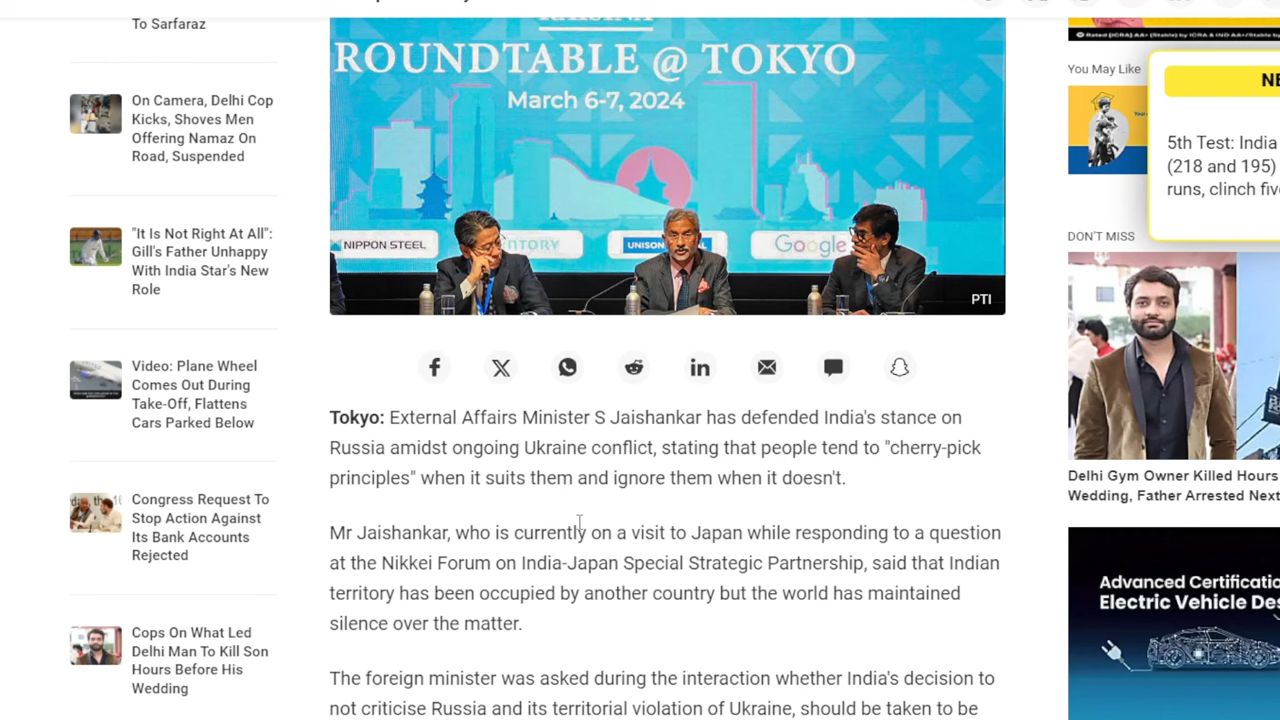 To Sarfaraz
On Camera, Delhi Cop
Kicks, Shoves Men
Offering Namaz On
Road, Suspended
"It Is Not Right At All":
Gill's Father Unhappy
With India Star's New
Role
Video: Plane Wheel
Comes Out During
Take-Off, Flattens
Cars Parked Below
Congress Request To
Stop Action Against
Its Bank Accounts
Rejected
Cops On What Led
Delhi Man To Kill Son
Hours Before His
Wedding
ROUNDTABLE @ TOKYO
March 6-7, 2024
NIPPON STEEL
UNISON
Google
PTI
Tokyo: External Affairs Minister S Jaishankar has defended India's stance on
Russia amidst ongoing Ukraine conflict, stating that people tend to "cherry-pick
principles" when it suits them and ignore them when it doesn't.
Mr Jaishankar, who is currently on a visit to Japan while responding to a question
at the Nikkei Forum on India-Japan Special Strategic Partnership, said that Indian
territory has been occupied by another country but the world has maintained
silence over the matter.
The foreign minister was asked during the interaction whether India's decision to
not criticise Russia and its territorial violation of Ukraine, should be taken to be
You May Like
NE
5th Test: India
(218 and 195)
runs, clinch fiv
DON'T MISS
Delhi Gym Owner Killed Hours
Wedding, Father Arrested Next
Advanced Certificatio
Electric Vehicle Des